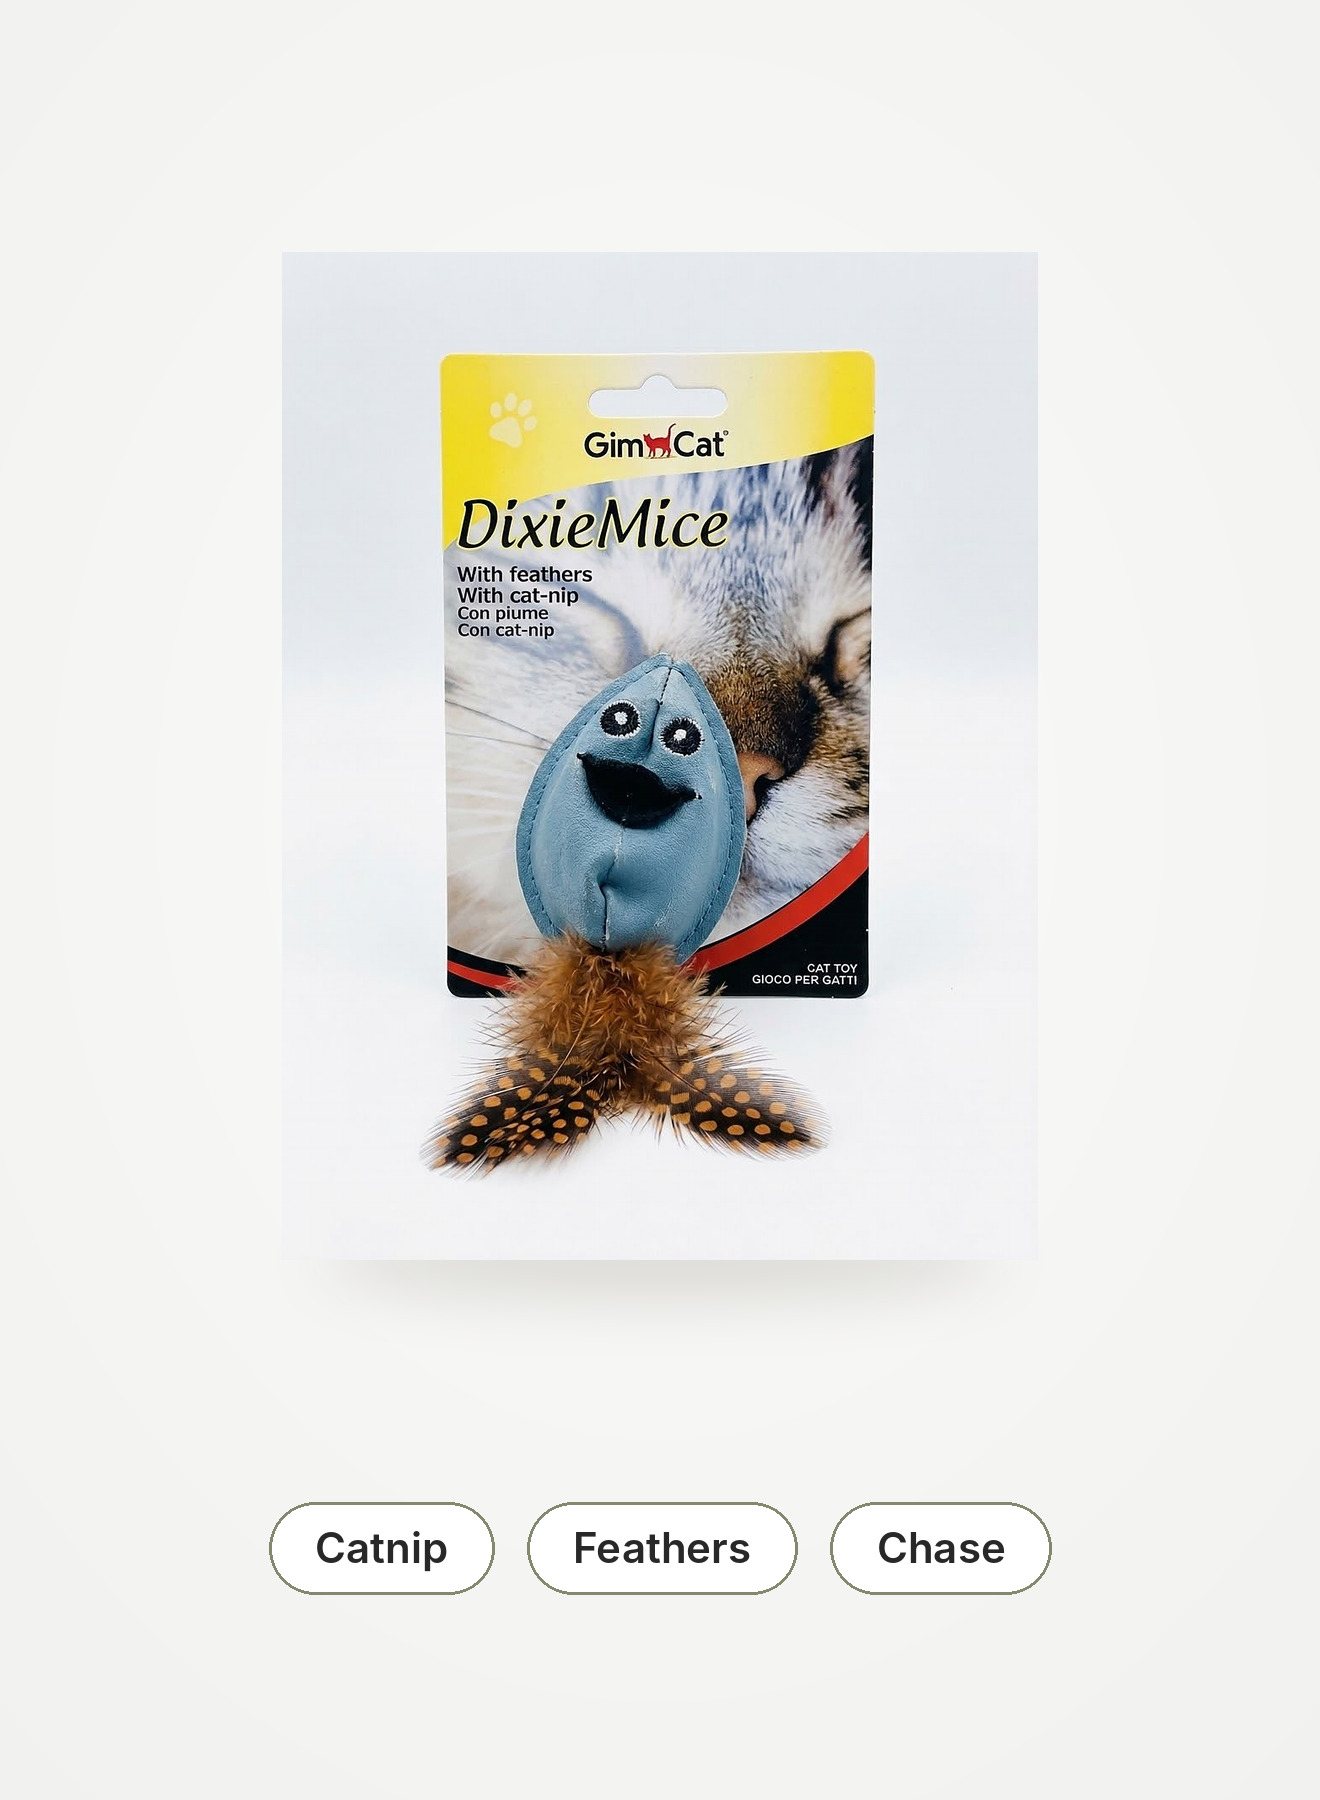 GimCat®
DixieMice
With feathers
With cat-nip
Con piume
Con cat-nip
CAT TOY
GIOCO PER GATTI
Catnip
Feathers
Chase